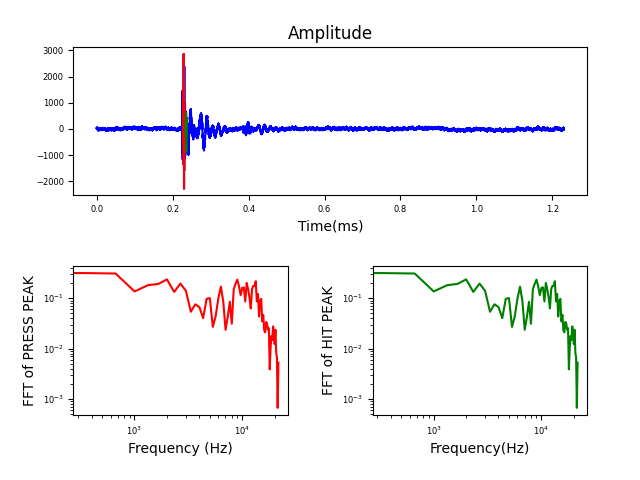 Amplitude
3000
2000
1000
0
−1000
−2000
0.0 0.2 0.4 0.6 0.8 1.0 1.2
Time(ms)
FFT of PRESS PEAK
10⁻¹
10⁻²
10⁻³
10³ 10⁴
Frequency (Hz)
FFT of HIT PEAK
10⁻¹
10⁻²
10⁻³
10³ 10⁴
Frequency(Hz)